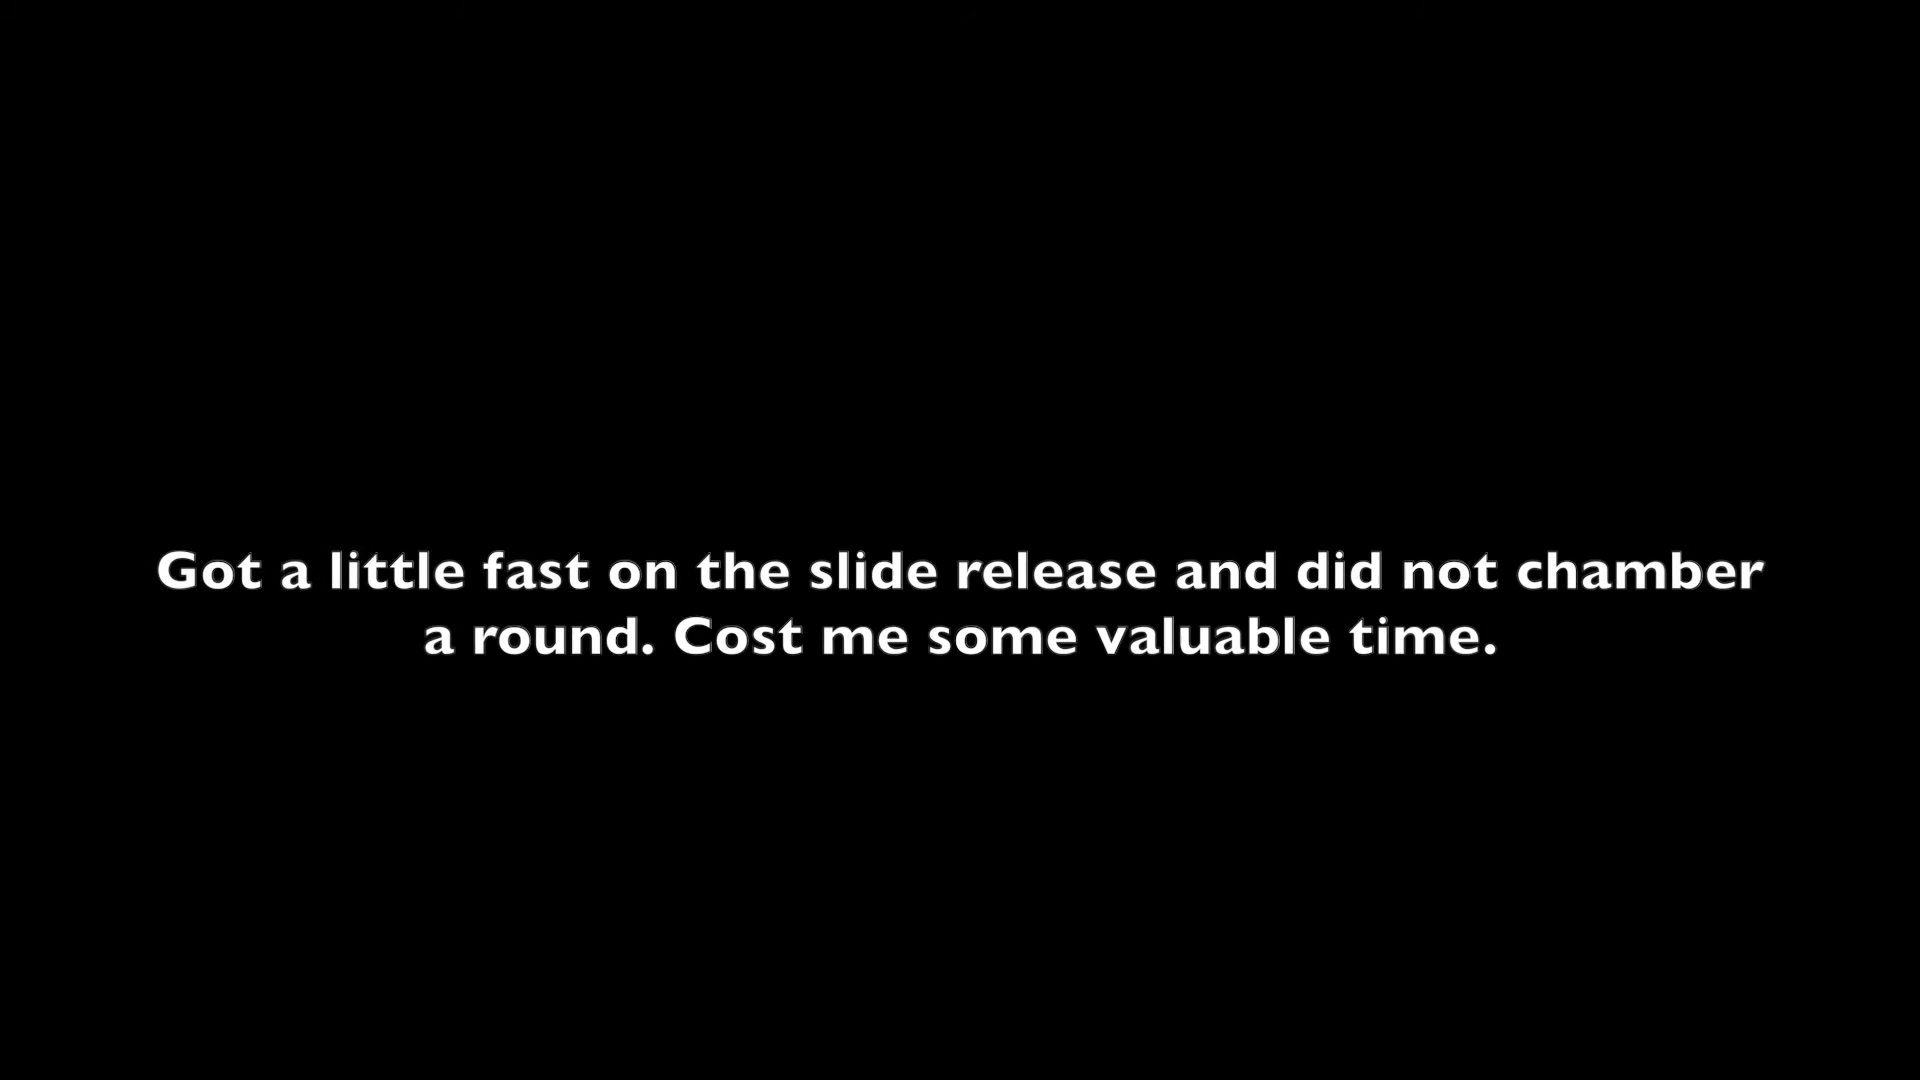 Got a little fast on the slide release and did not chamber
a round. Cost me some valuable time.